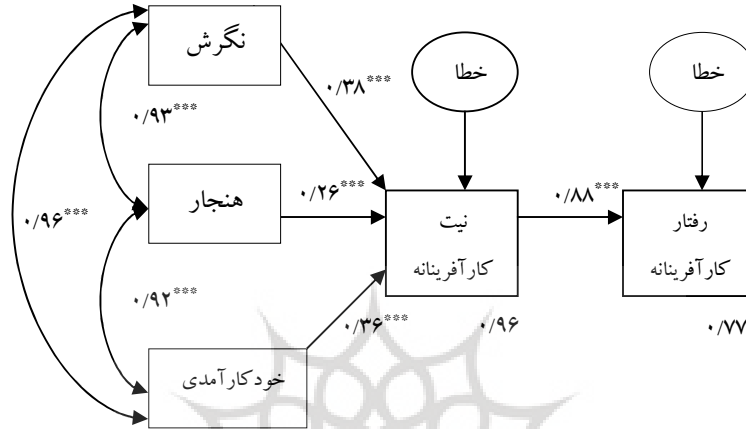 نگرش
خطا
خطا
۰/۳۸***
۰/۹۳***
هنجار
۰/۲۶***
۰/۸۸***
۰/۹۶***
نیت
کارآفرینانه
رفتار
کارآفرینانه
۰/۹۲***
۰/۳۶***
۰/۹۶
۰/۷۷
خودکارآمدی